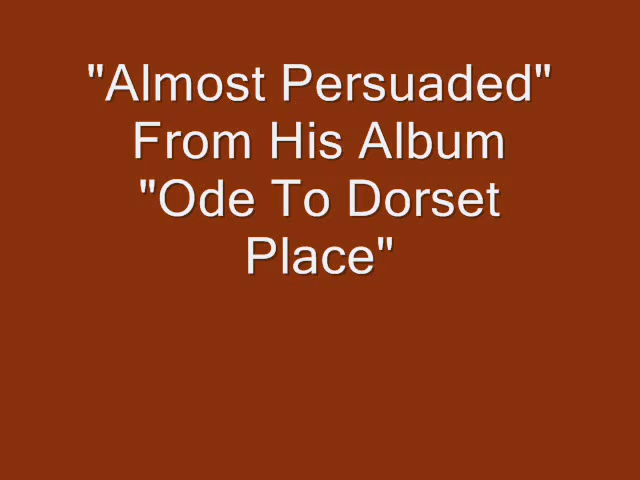 "Almost Persuaded"
From His Album
"Ode To Dorset
Place"